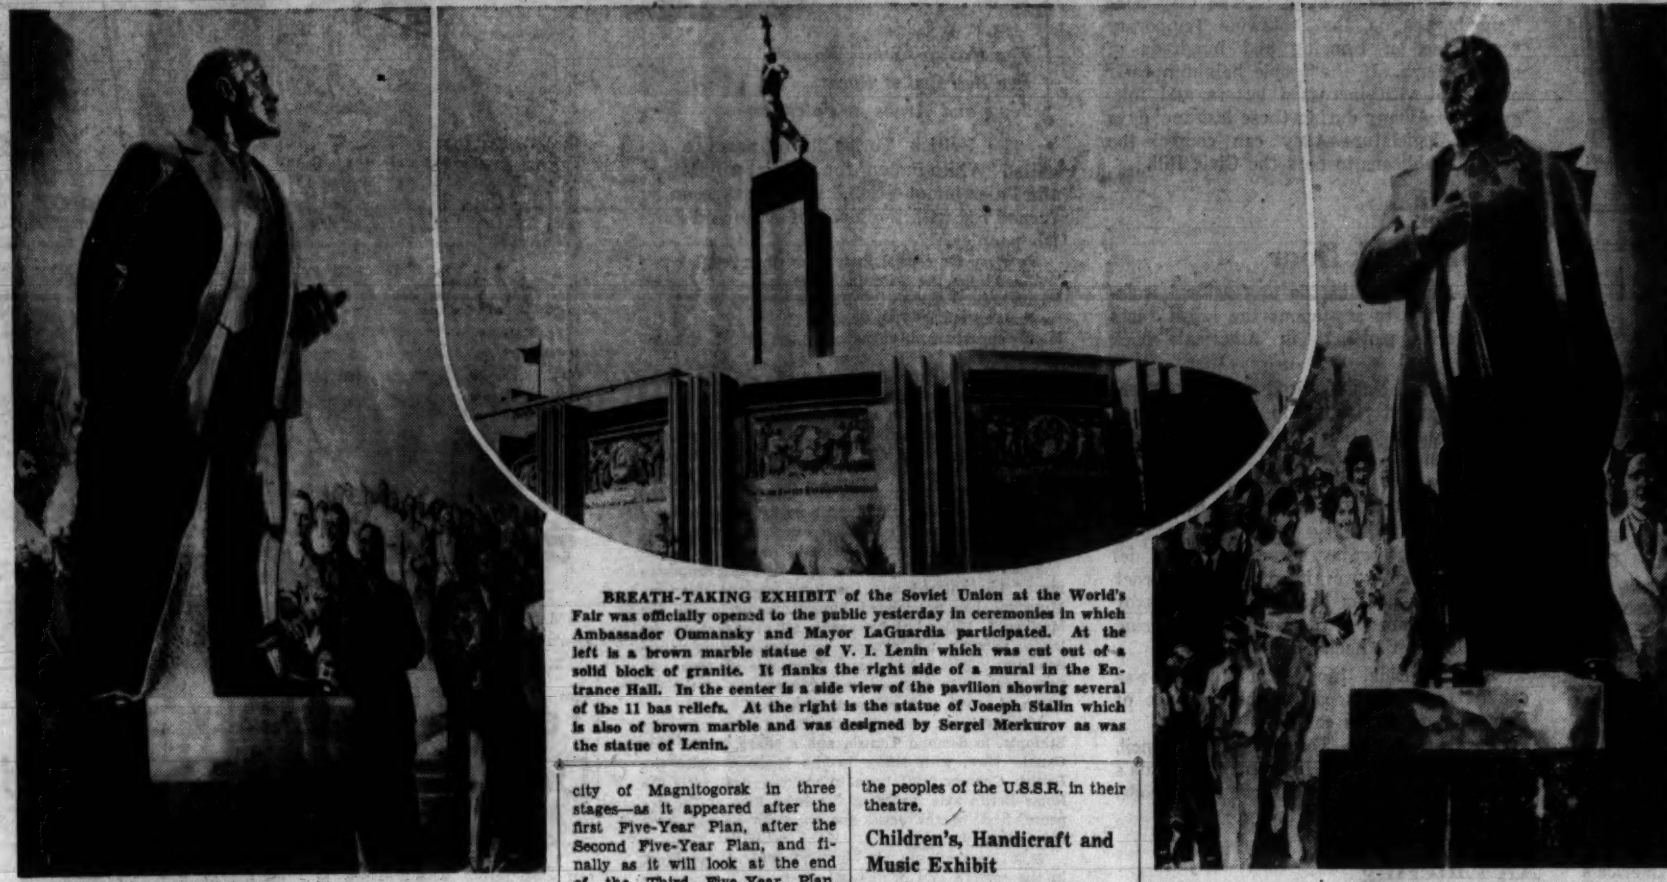 BREATH-TAKING EXHIBIT of the Soviet Union at the World's
Fair was officially opened to the public yesterday in ceremonies in which
Ambassador Oumansky and Mayor LaGuardia participated. At the
left is a brown marble statue of V. I. Lenin which was cut out of a
solid block of granite. It flanks the right side of a mural in the En-
trance Hall. In the center is a side view of the pavilion showing several
of the 11 bas reliefs. At the right is the statue of Joseph Stalin which
is also of brown marble and was designed by Sergei Merkurov as was
the statue of Lenin.
city of Magnitogorsk in three
stages—as it appeared after the
first Five-Year Plan, after the
Second Five-Year Plan, and fi-
nally as it will look at the end
of the Third Five-Year Plan.
the peoples of the U.S.S.R. in their
theatre.
Children's, Handicraft and
Music Exhibit